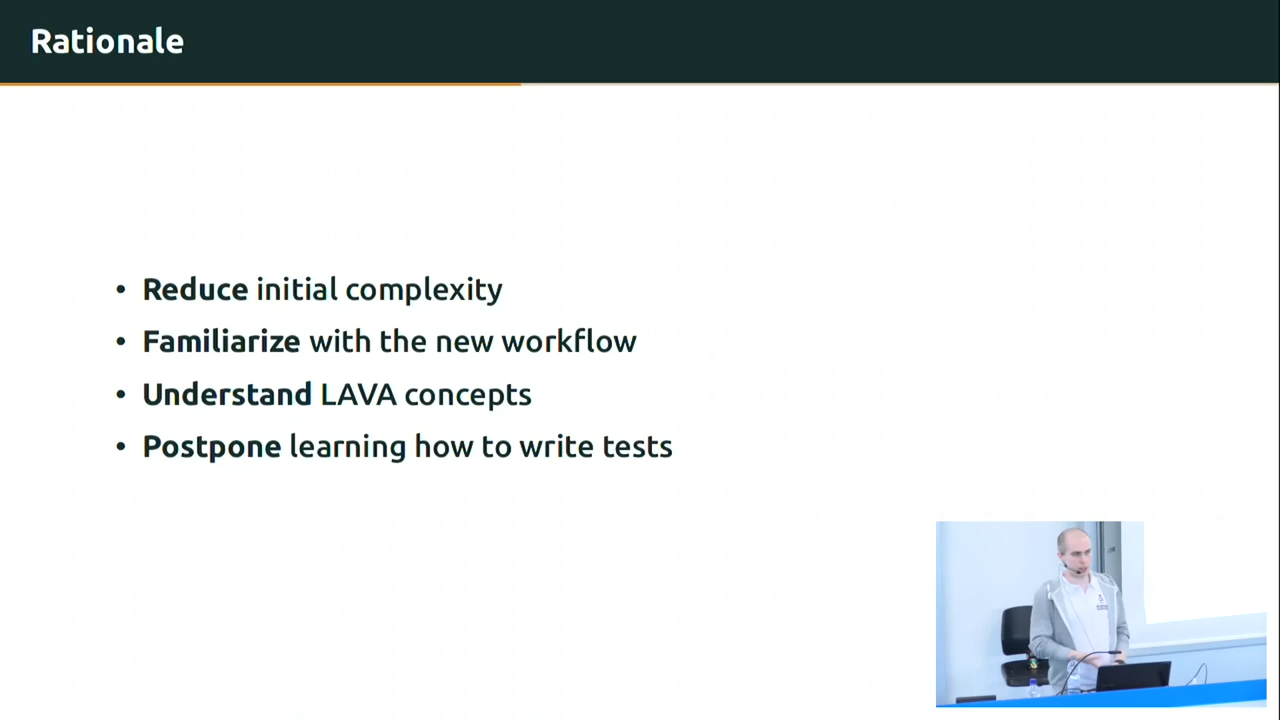 Rationale
• Reduce initial complexity
• Familiarize with the new workflow
• Understand LAVA concepts
• Postpone learning how to write tests